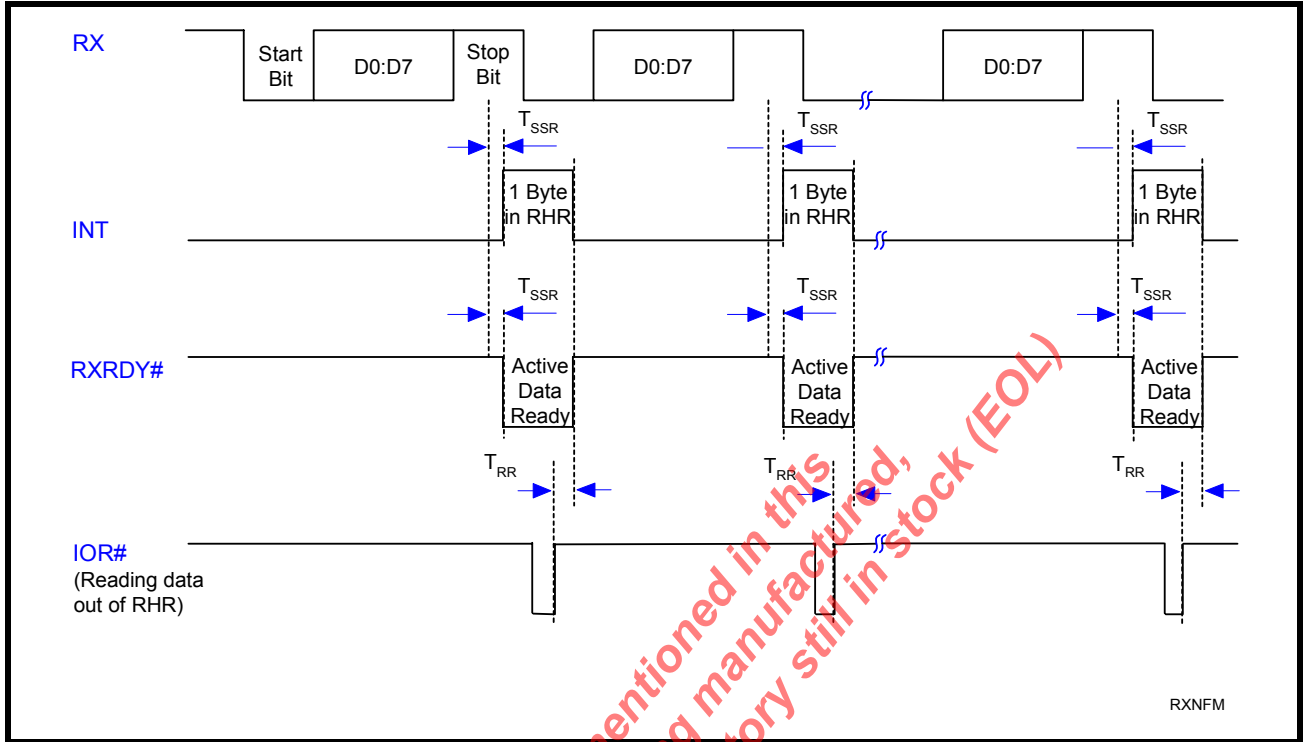 RX
Start
Bit
D0:D7
Stop
Bit
D0:D7
D0:D7
TSSR
TSSR
TSSR
INT
1 Byte
in RHR
1 Byte
in RHR
1 Byte
in RHR
TSSR
TSSR
TSSR
RXRDY#
Active
Data
Ready
Active
Data
Ready
Active
Data
Ready
TRR
TRR
TRR
IOR#
(Reading data
out of RHR)
mentioned in this
manufactured,
still in stock (EOL)
RXNFM